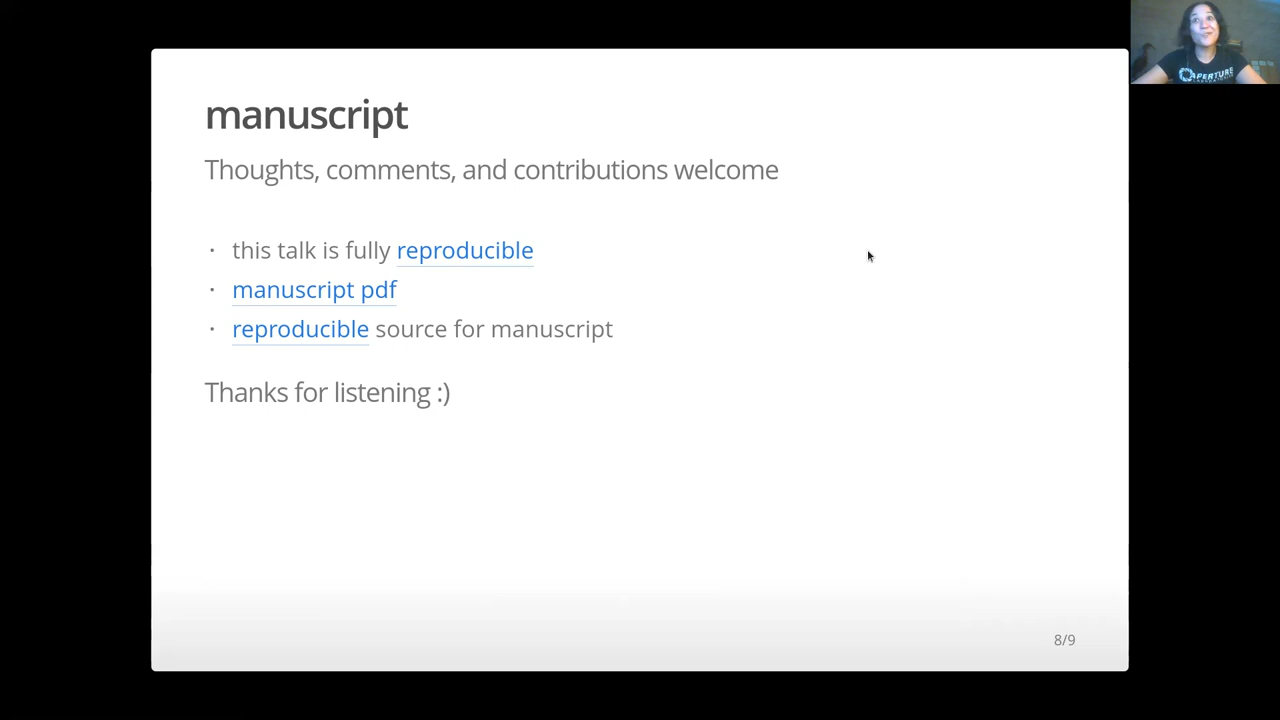 manuscript
Thoughts, comments, and contributions welcome
this talk is fully reproducible
manuscript pdf
reproducible source for manuscript
Thanks for listening :)
8/9
APERTURE